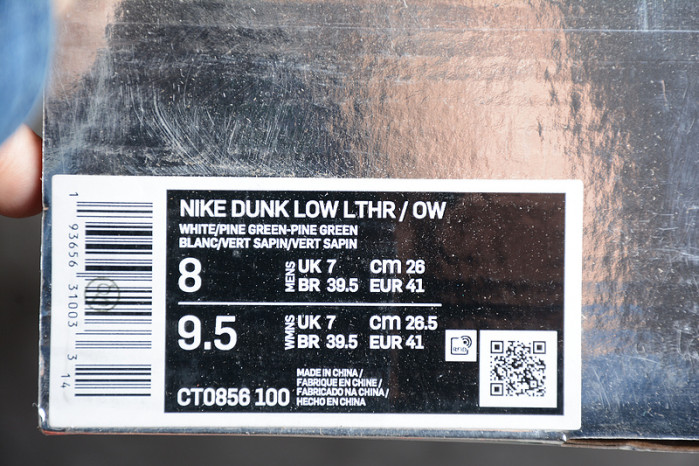 NIKE DUNK LOW LTHR / OW
WHITE/PINE GREEN-PINE GREEN
BLANC/VERT SAPIN/VERT SAPIN
8 MENS UK 7 cm 26
BR 39.5 EUR 41
9.5 WMNS UK 7 cm 26.5
BR 39.5 EUR 41
RFID
CT0856 100
MADE IN CHINA /
FABRIQUE EN CHINE /
FABRICADO NA CHINA /
HECHO EN CHINA
1 93656 31003 3 14